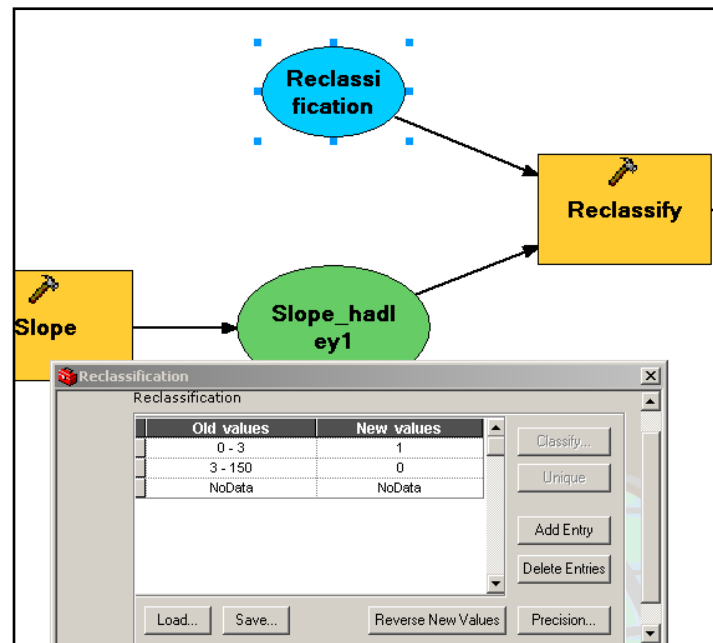 Reclassi
fication
Reclassify
Slope
Slope_hadl
ey1
Reclassification
Reclassification
Old values New values
0 - 3 1
3 - 150 0
NoData NoData
Classify...
Unique
Add Entry
Delete Entries
Load... Save... Reverse New Values Precision...